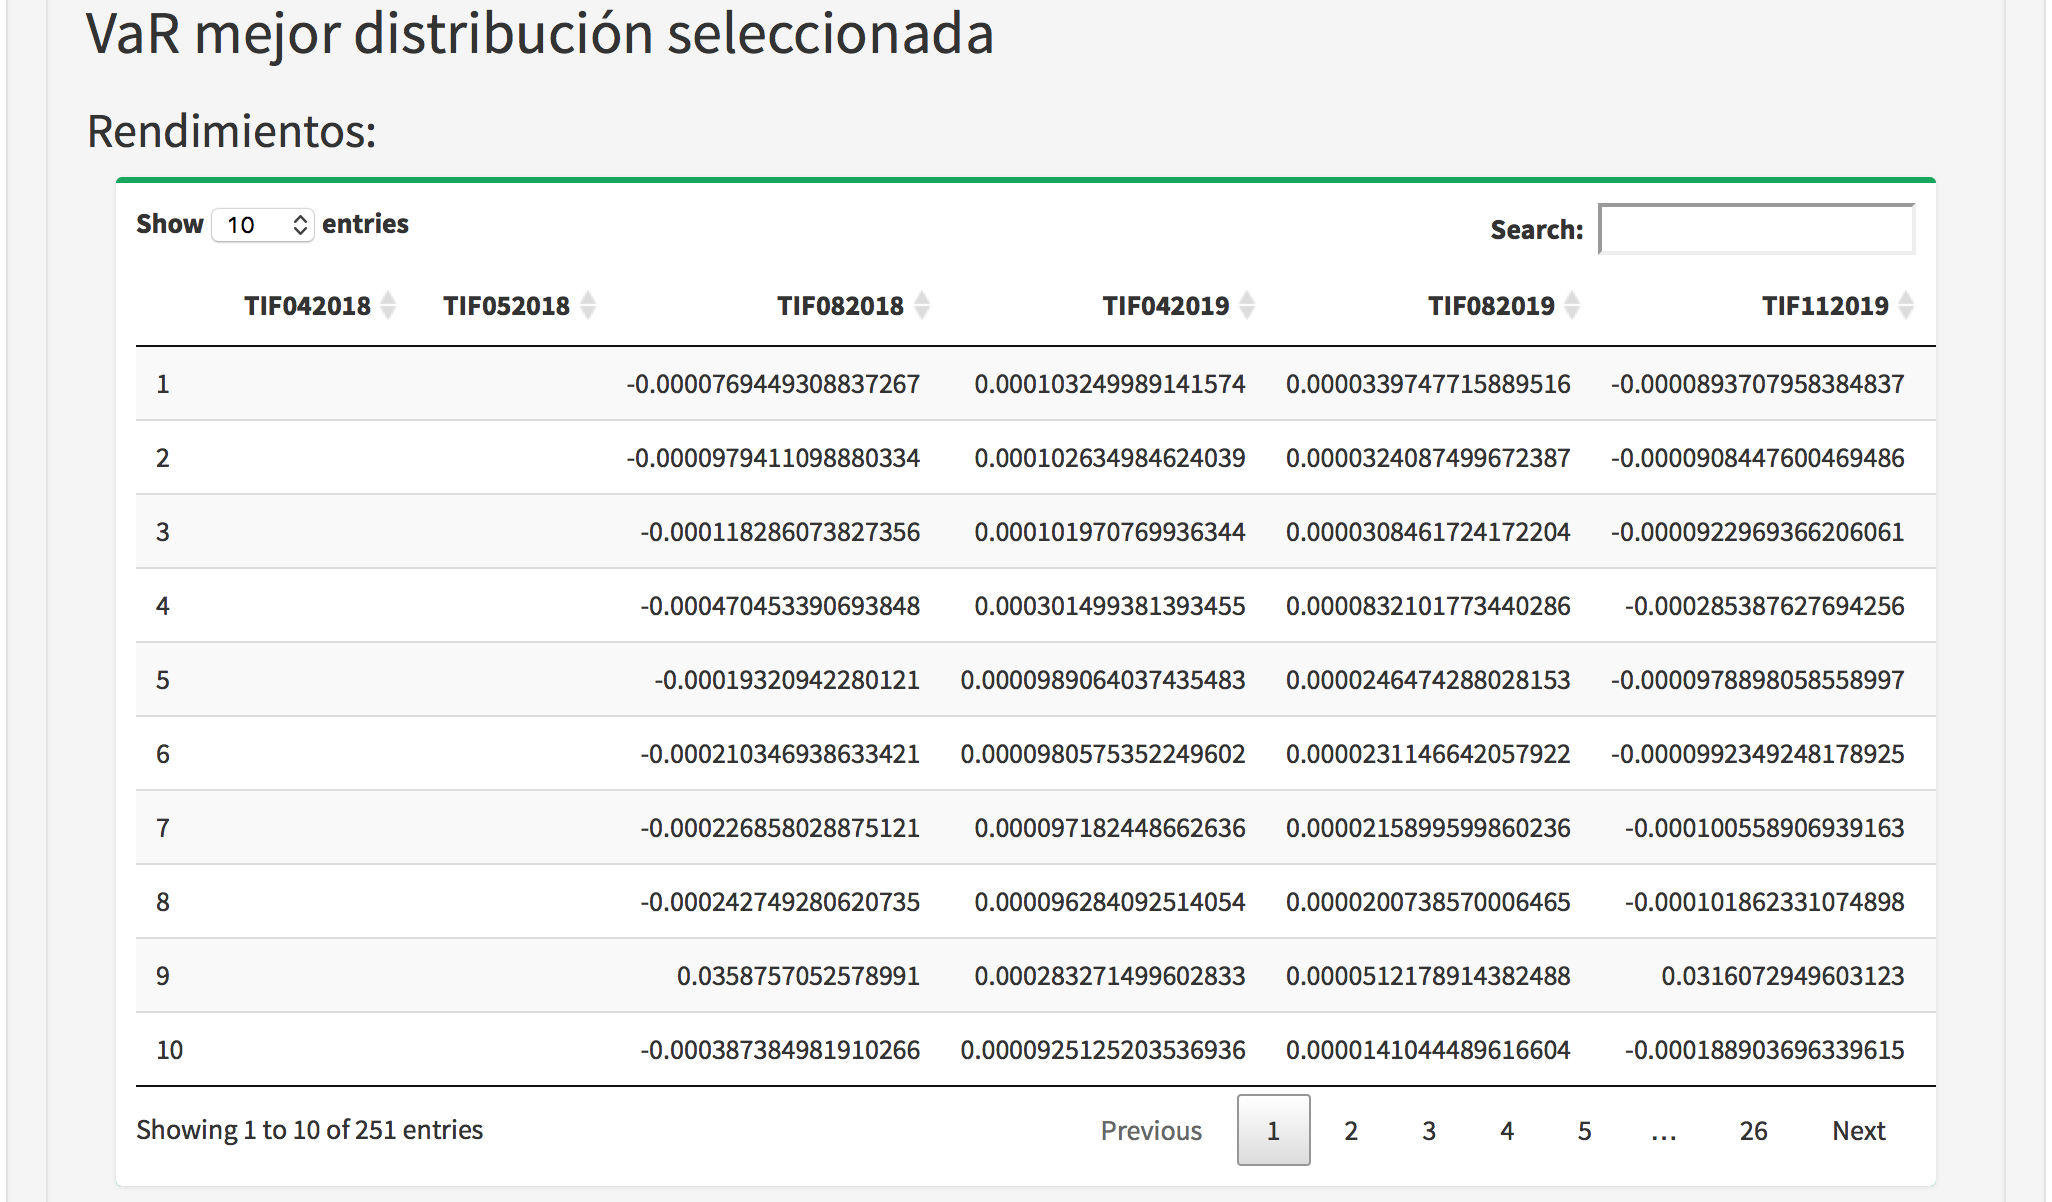 VaR mejor distribución seleccionada
Rendimientos:
Show 10 entries Search:
TIF042018 TIF052018 TIF082018 TIF042019 TIF082019 TIF112019
1 -0.0000769449308837267 0.000103249989141574 0.0000339747715889516 -0.0000893707958384837
2 -0.0000979411098880334 0.000102634984624039 0.0000324087499672387 -0.0000908447600469486
3 -0.000118286073827356 0.000101970769936344 0.0000308461724172204 -0.0000922969366206061
4 -0.000470453390693848 0.000301499381393455 0.0000832101773440286 -0.000285387627694256
5 -0.00019320942280121 0.0000989064037435483 0.0000246474288028153 -0.0000978898058558997
6 -0.000210346938633421 0.0000980575352249602 0.0000231146642057922 -0.0000992349248178925
7 -0.000226858028875121 0.000097182448662636 0.0000215899599860236 -0.000100558906939163
8 -0.000242749280620735 0.000096284092514054 0.0000200738570006465 -0.000101862331074898
9 0.0358757052578991 0.000283271499602833 0.0000512178914382488 0.0316072949603123
10 -0.000387384981910266 0.0000925125203536936 0.0000141044489616604 -0.000188903696339615
Showing 1 to 10 of 251 entries Previous 1 2 3 4 5 … 26 Next